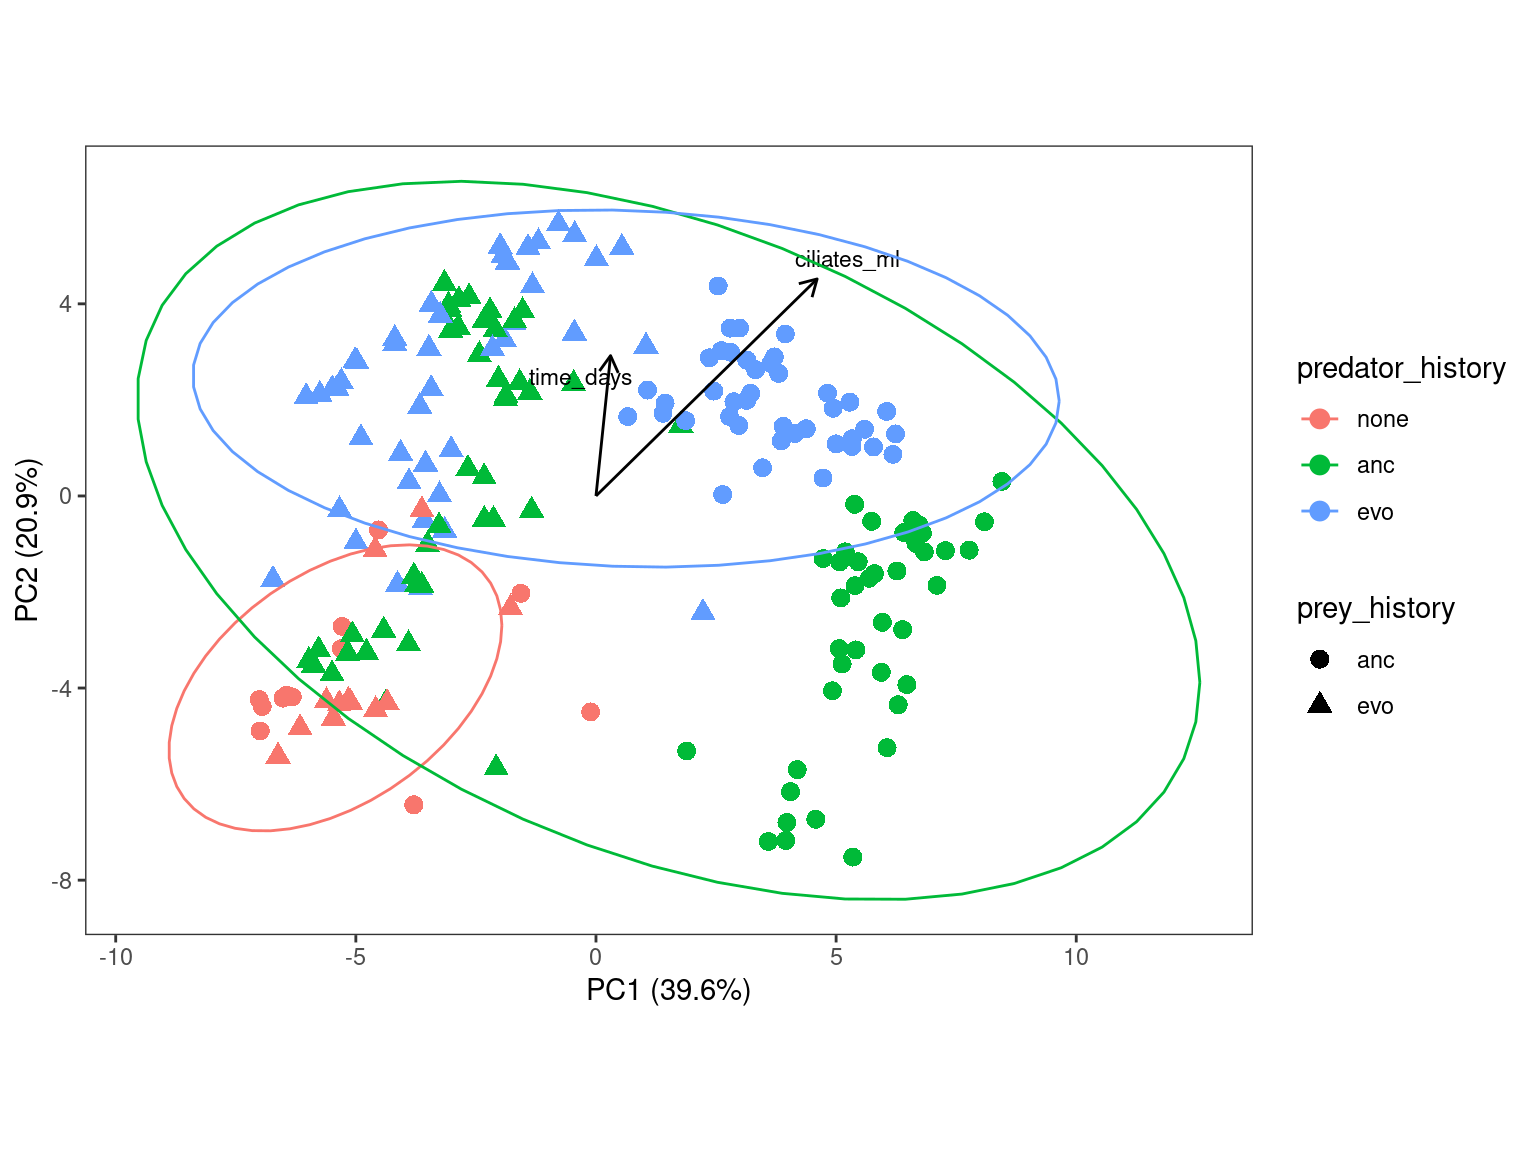 ciliates_ml
time_days
4
0
-4
-8
PC2 (20.9%)
-10
-5
0
5
10
PC1 (39.6%)
predator_history
none
anc
evo
prey_history
anc
evo